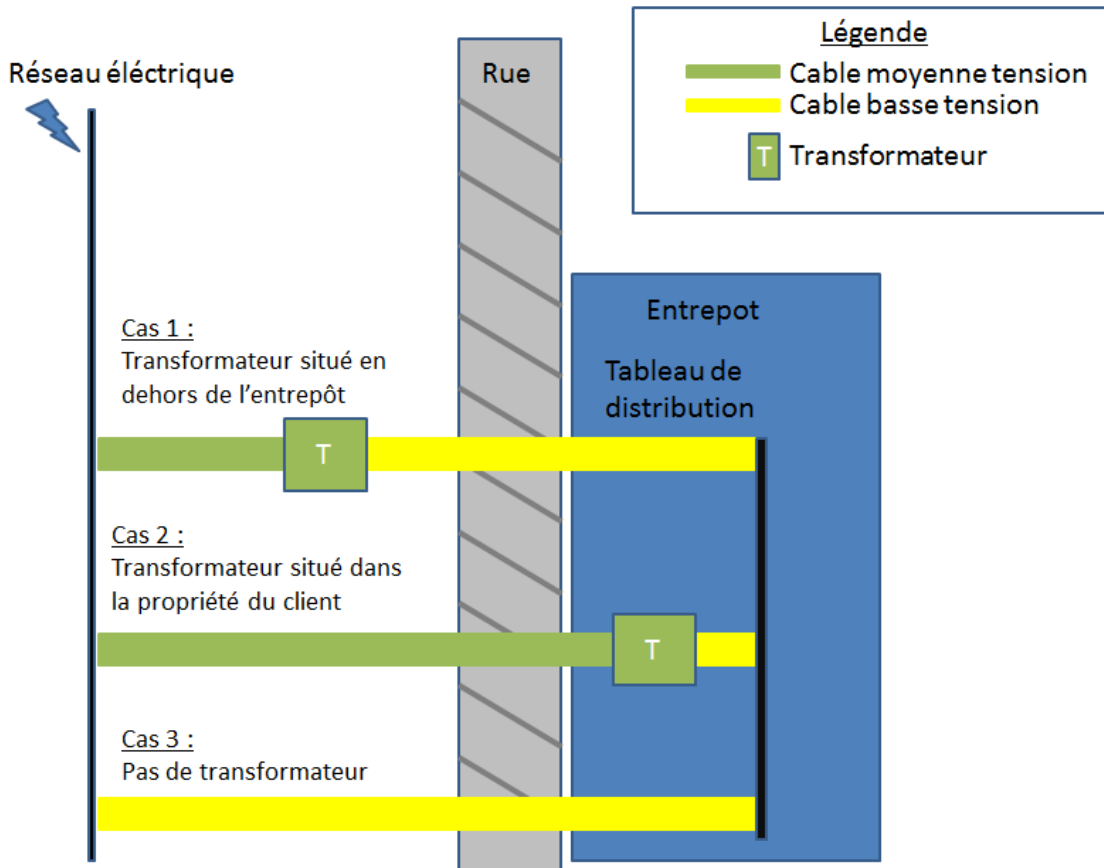 Légende
Réseau éléctrique
Rue
Cable moyenne tension
Cable basse tension
T
Transformateur
Entrepot
Cas 1 :
Transformateur situé en
dehors de l'entrepôt
Tableau de
distribution
T
Cas 2 :
Transformateur situé dans
la propriété du client
T
Cas 3 :
Pas de transformateur